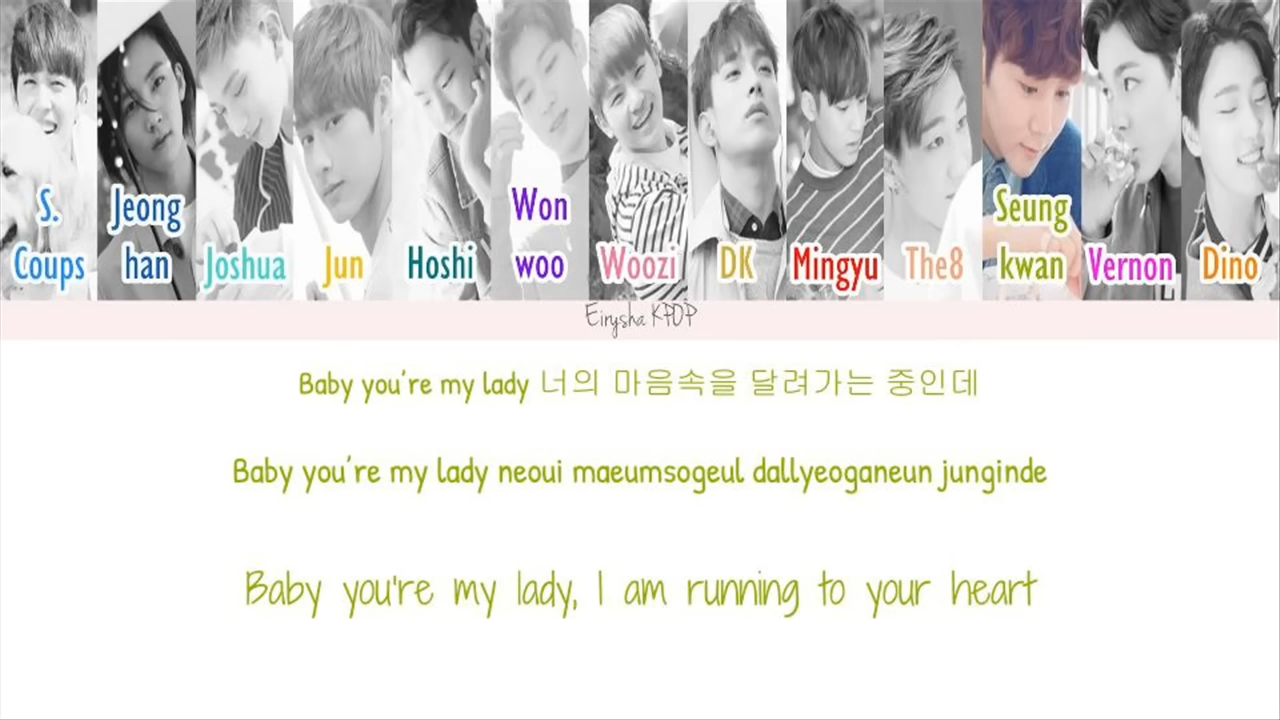 S.
Coups
Jeong
han
Joshua
Jun
Hoshi
Won
woo
Woozi
DK
Mingyu
The8
Seung
kwan
Vernon
Dino
Eirysha KPOP
Baby you're my lady 너의 마음속을 달려가는 중인데
Baby you're my lady neoui maeumsogeul dallyeoganeun junginde
Baby you're my lady, I am running to your heart